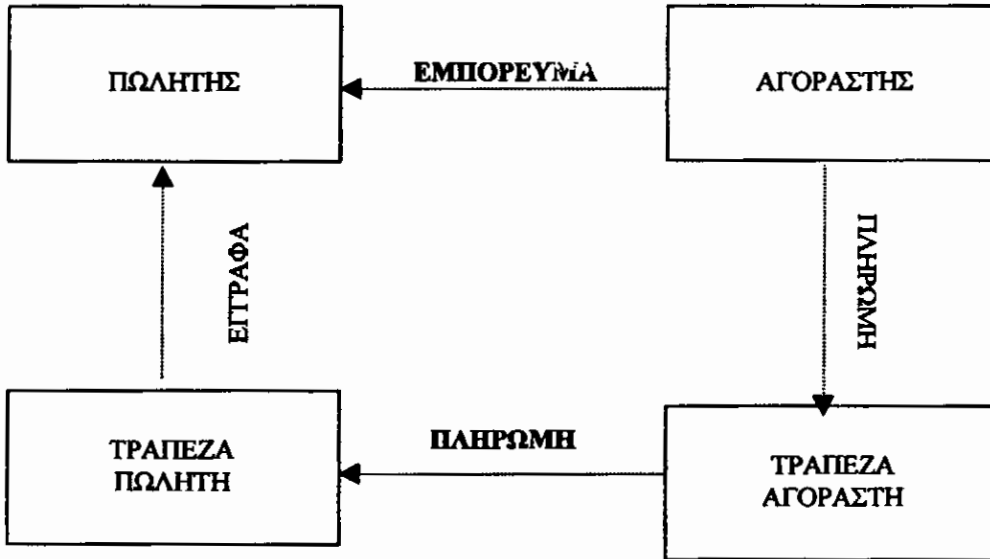 ΠΩΛΗΤΗΣ
ΕΜΠΟΡΕΥΜΑ
ΑΓΟΡΑΣΤΗΣ
ΕΓΓΡΑΦΑ
ΠΛΗΡΩΜΗ
ΤΡΑΠΕΖΑ
ΠΩΛΗΤΗ
ΠΛΗΡΩΜΗ
ΤΡΑΠΕΖΑ
ΑΓΟΡΑΣΤΗ